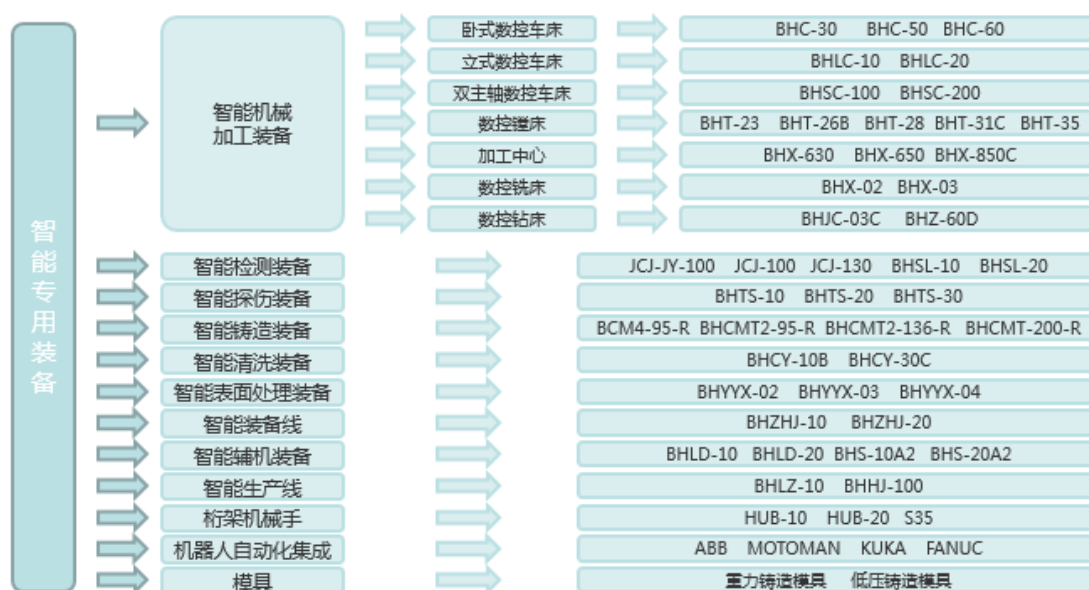 智能专用装备
智能机械
加工装备
卧式数控车床 BHC-30 BHC-50 BHC-60
立式数控车床 BHLC-10 BHLC-20
双主轴数控车床 BHSC-100 BHSC-200
数控镗床 BHT-23 BHT-26B BHT-28 BHT-31C BHT-35
加工中心 BHX-630 BHX-650 BHX-850C
数控铣床 BHX-02 BHX-03
数控钻床 BHJC-03C BHZ-60D
智能检测装备 JCJ-JY-100 JCJ-100 JCJ-130 BHSL-10 BHSL-20
智能探伤装备 BHTS-10 BHTS-20 BHTS-30
智能铸造装备 BCM4-95-R BHCMT2-95-R BHCMT2-136-R BHCMT-200-R
智能清洗装备 BHCY-10B BHCY-30C
智能表面处理装备 BHYYX-02 BHYYX-03 BHYYX-04
智能装备线 BHZHJ-10 BHZHJ-20
智能辅机装备 BHLD-10 BHLD-20 BHS-10A2 BHS-20A2
智能生产线 BHLZ-10 BHHJ-100
桁架机械手 HUB-10 HUB-20 S35
机器人自动化集成 ABB MOTOMAN KUKA FANUC
模具 重力铸造模具 低压铸造模具